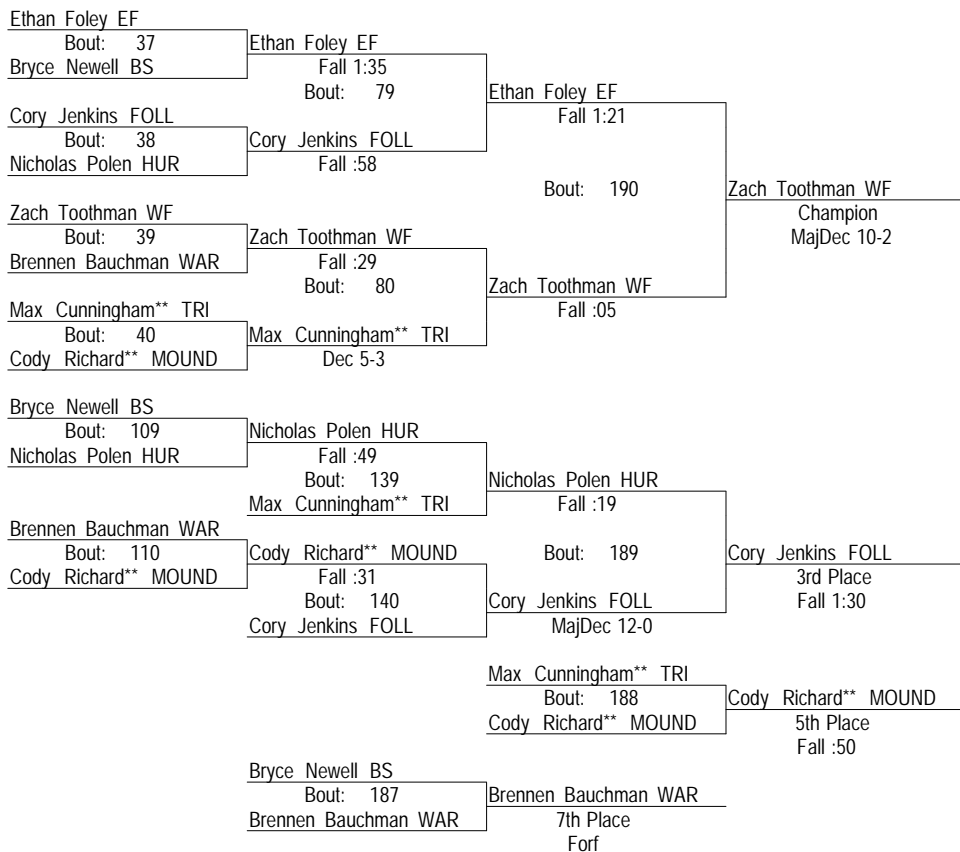 Ethan Foley EF
Bout: 37
Bryce Newell BS
Ethan Foley EF
Fall 1:35
Bout: 79
Cory Jenkins FOLL
Bout: 38
Nicholas Polen HUR
Cory Jenkins FOLL
Fall :58
Ethan Foley EF
Fall 1:21
Bout: 190
Zach Toothman WF
Bout: 39
Brennen Bauchman WAR
Zach Toothman WF
Fall :29
Bout: 80
Max Cunningham** TRI
Bout: 40
Cody Richard** MOUND
Max Cunningham** TRI
Dec 5-3
Zach Toothman WF
Fall :05
Zach Toothman WF
Champion
MajDec 10-2
Bryce Newell BS
Bout: 109
Nicholas Polen HUR
Nicholas Polen HUR
Fall :49
Bout: 139
Max Cunningham** TRI
Nicholas Polen HUR
Fall :19
Brennen Bauchman WAR
Bout: 110
Cody Richard** MOUND
Cody Richard** MOUND
Fall :31
Bout: 140
Cory Jenkins FOLL
Bout: 189
Cory Jenkins FOLL
MajDec 12-0
Cory Jenkins FOLL
3rd Place
Fall 1:30
Max Cunningham** TRI
Bout: 188
Cody Richard** MOUND
Cody Richard** MOUND
5th Place
Fall :50
Bryce Newell BS
Bout: 187
Brennen Bauchman WAR
Brennen Bauchman WAR
7th Place
Forf